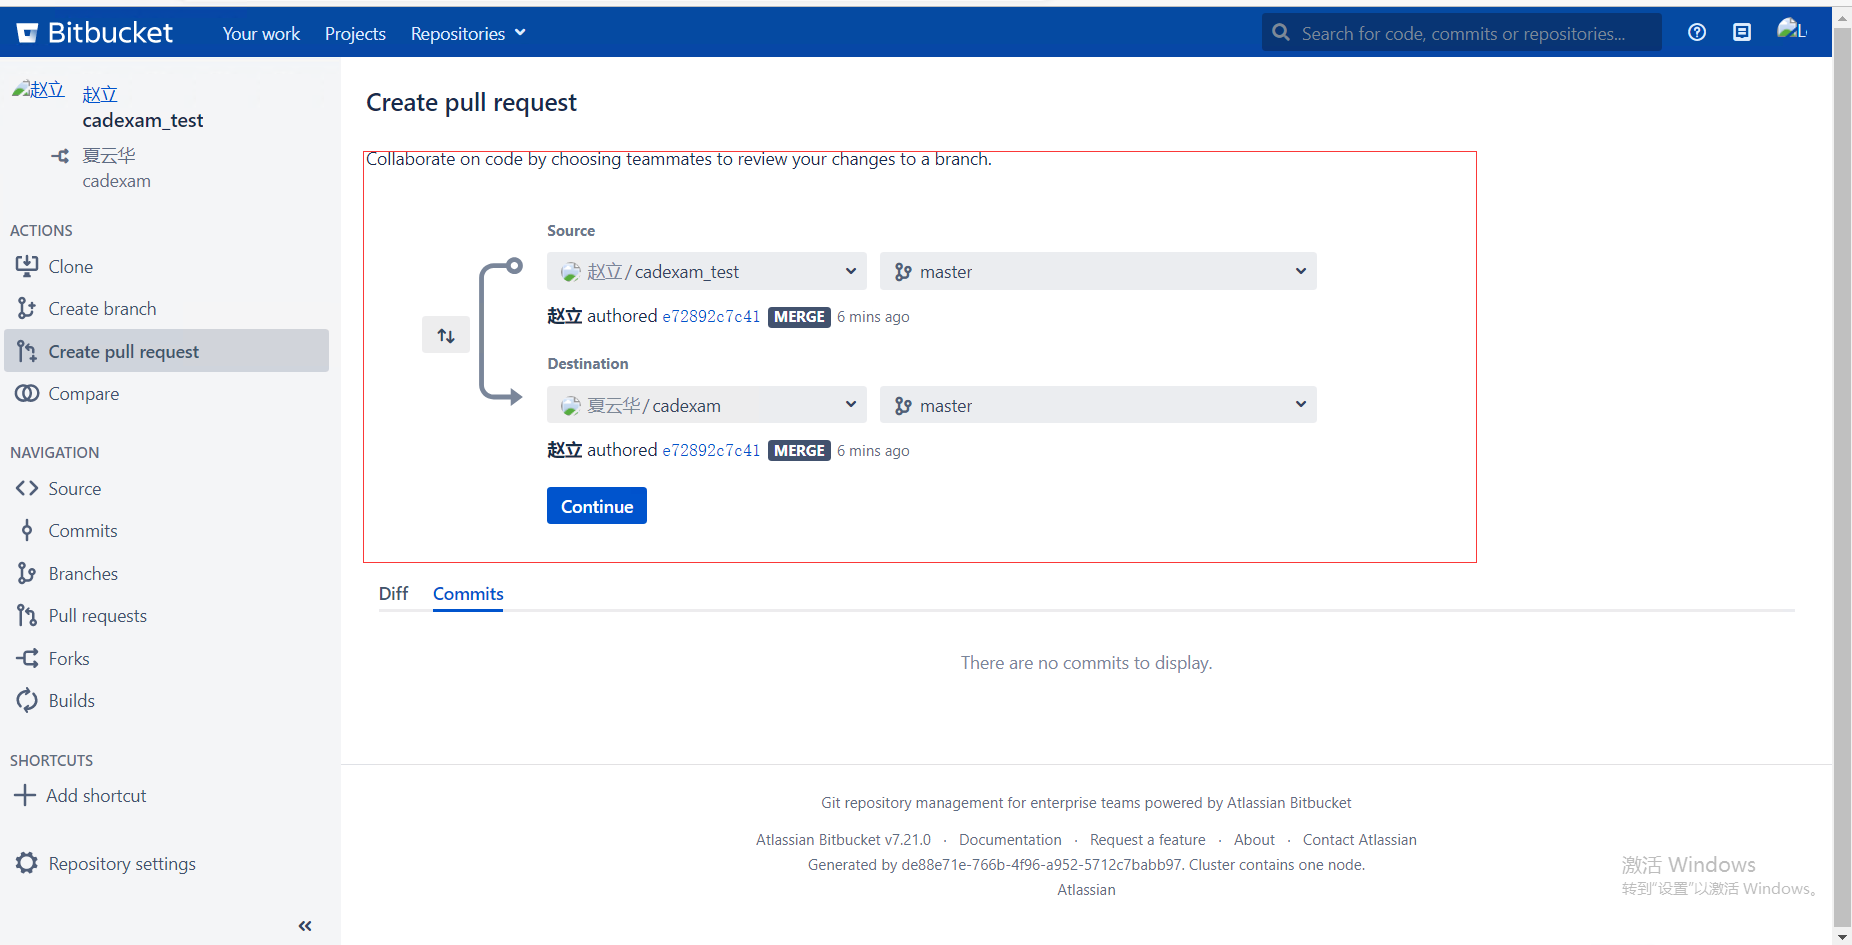 Bitbucket Your work Projects Repositories Search for code, commits or repositories... L
赵立 赵立
cadexam_test
夏云华
cadexam
ACTIONS
Clone
Create branch
Create pull request
Compare
NAVIGATION
Source
Commits
Branches
Pull requests
Forks
Builds
SHORTCUTS
Add shortcut
Repository settings
Create pull request
Collaborate on code by choosing teammates to review your changes to a branch.
Source
赵立/cadexam_test master
赵立 authored e72892c7c41 MERGE 6 mins ago
Destination
夏云华/cadexam master
赵立 authored e72892c7c41 MERGE 6 mins ago
Continue
Diff Commits
There are no commits to display.
Git repository management for enterprise teams powered by Atlassian Bitbucket
Atlassian Bitbucket v7.21.0 · Documentation · Request a feature · About · Contact Atlassian
Generated by de88e71e-766b-4f96-a952-5712c7babb97. Cluster contains one node.
Atlassian
激活 Windows
转到“设置”以激活 Windows。